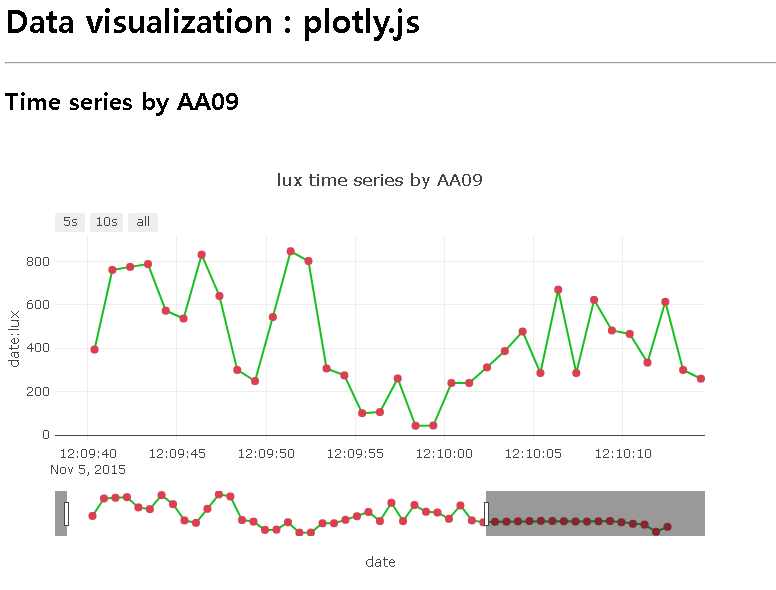 Data visualization : plotly.js
Time series by AA09
lux time series by AA09
5s 10s all
800
600
400
200
0
date:lux
12:09:40 12:09:45 12:09:50 12:09:55 12:10:00 12:10:05 12:10:10
Nov 5, 2015
date